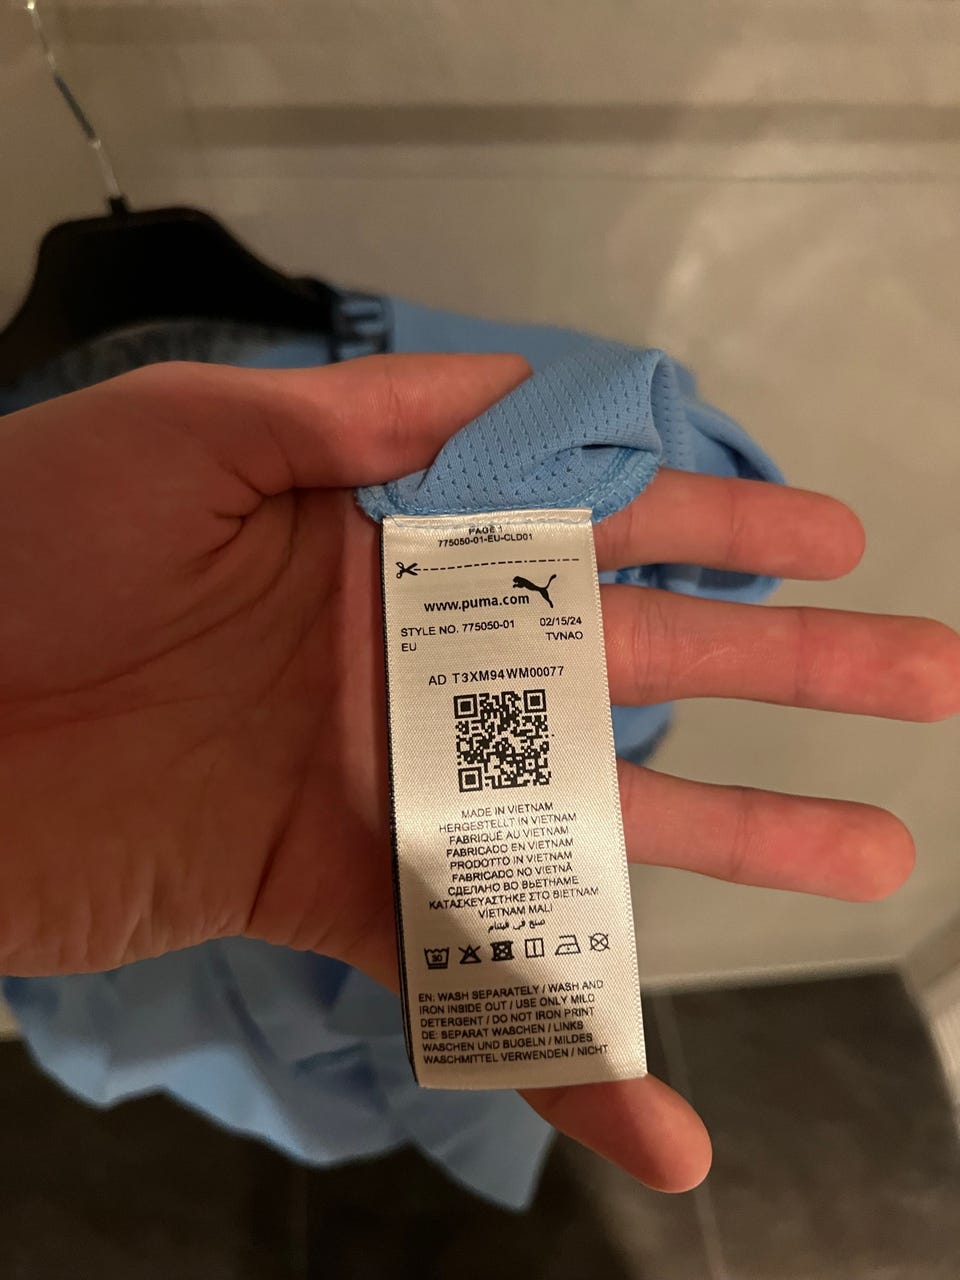 PAGE 1
775050-01-EU-CLD01
www.puma.com
STYLE NO. 775050-01 02/15/24
EU TVNAO
AD T3XM94WM00077
MADE IN VIETNAM
HERGESTELLT IN VIETNAM
FABRIQUÉ AU VIETNAM
FABRICADO EN VIETNAM
PRODOTTO IN VIETNAM
FABRICADO NO VIETNÃ
СДЕЛАНО ВО ВЬЕТНАМЕ
ΚΑΤΑΣΚΕΥΑΣΤΗΚΕ ΣΤΟ ΒΙΕΤΝΑΜ
VİETNAM MALI
صنع في فيتنام
30
EN: WASH SEPARATELY / WASH AND
IRON INSIDE OUT / USE ONLY MILD
DETERGENT / DO NOT IRON PRINT
DE: SEPARAT WASCHEN / LINKS
WASCHEN UND BÜGELN / MILDES
WASCHMITTEL VERWENDEN / NICHT